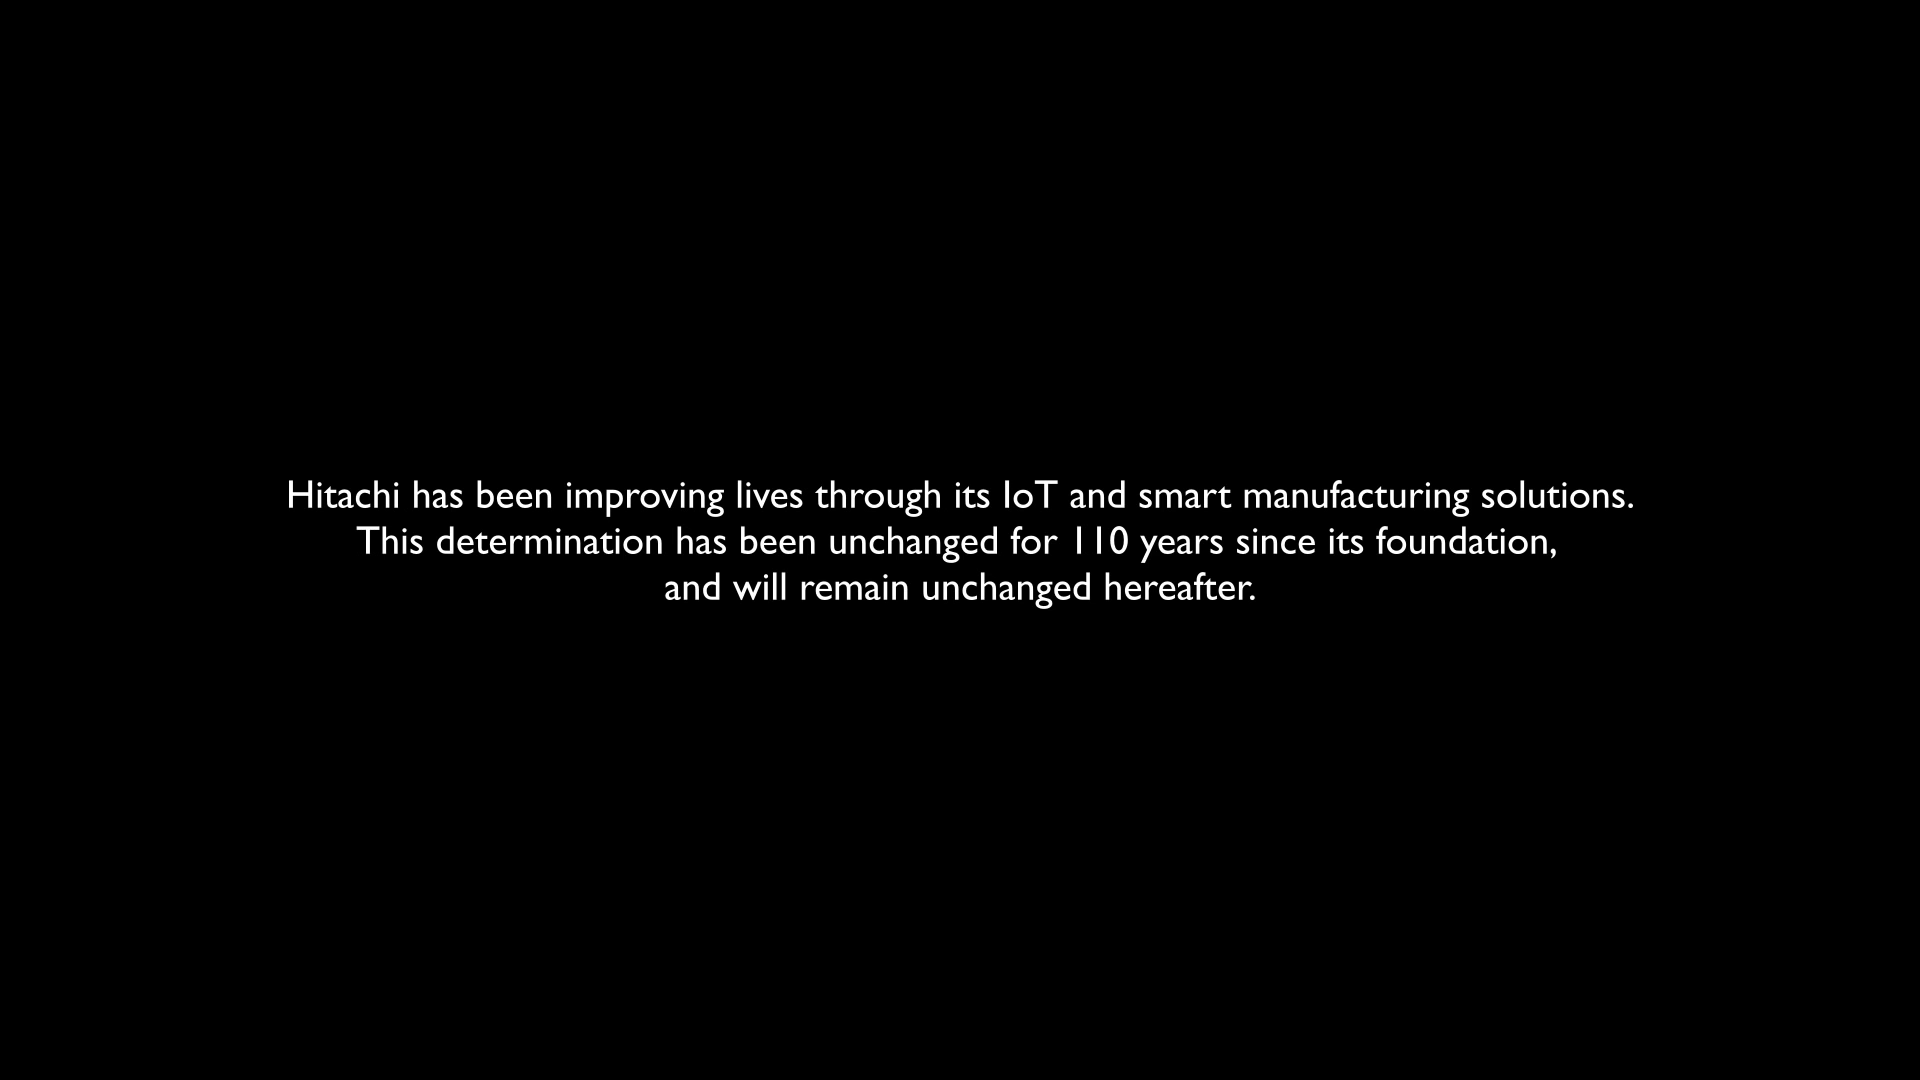 Hitachi has been improving lives through its IoT and smart manufacturing solutions.
This determination has been unchanged for 110 years since its foundation,
and will remain unchanged hereafter.